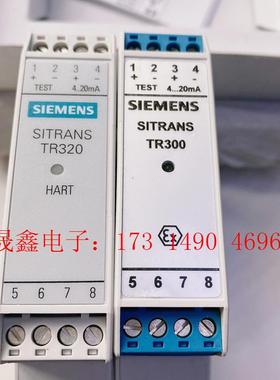 1 2 3 4
+ - + -
TEST 4...20mA
SIEMENS
SITRANS
TR320
HART
5 6 7 8
1 2 3 4
+ - + -
TEST 4...20mA
SIEMENS
SITRANS
TR300
Ex
5 6 7 8
晟鑫电子：173 1490 4696